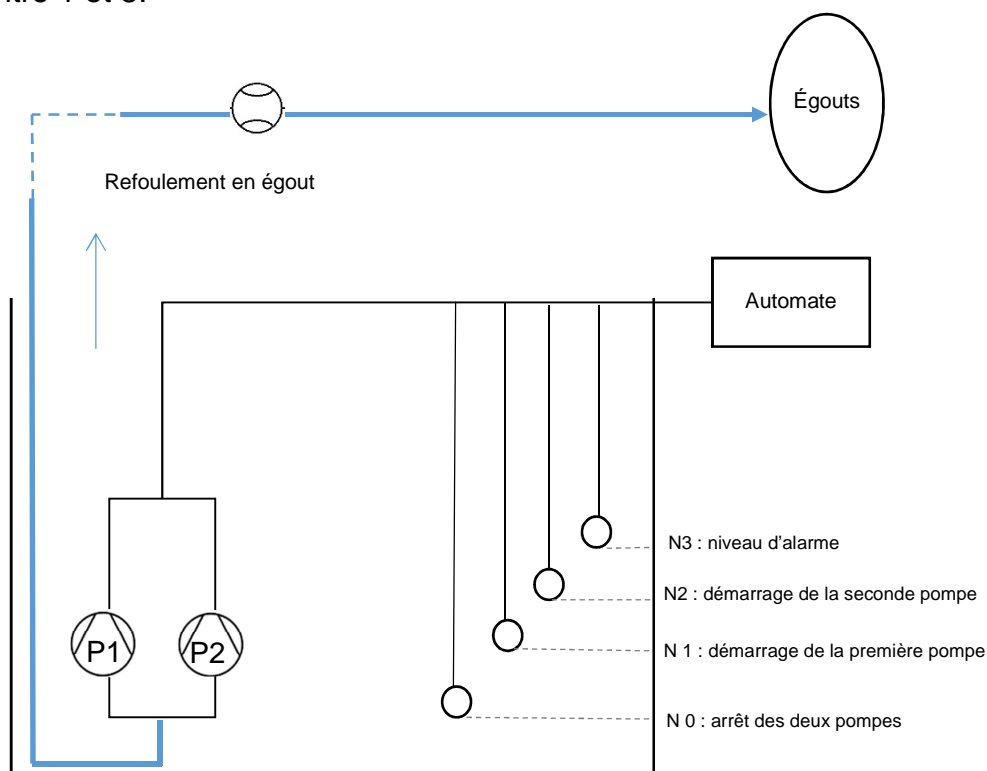 Égouts
Refoulement en égout
Automate
N3 : niveau d'alarme
N2 : démarrage de la seconde pompe
P1
P2
N 1 : démarrage de la première pompe
N 0 : arrêt des deux pompes